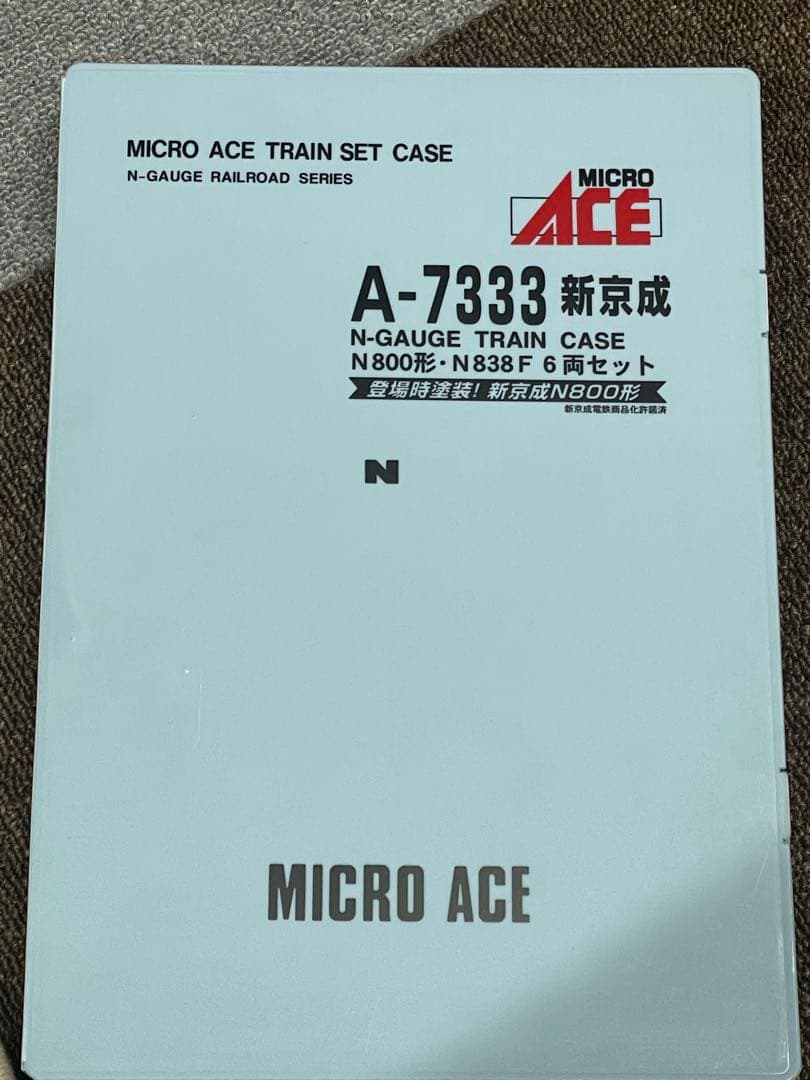 MICRO ACE TRAIN SET CASE
N-GAUGE RAILROAD SERIES
MICRO
ACE
A-7333 新京成
N-GAUGE TRAIN CASE
N800形・N838F 6両セット
登場時塗装! 新京成N800形
新京成電鉄商品化許諾済
N
MICRO ACE